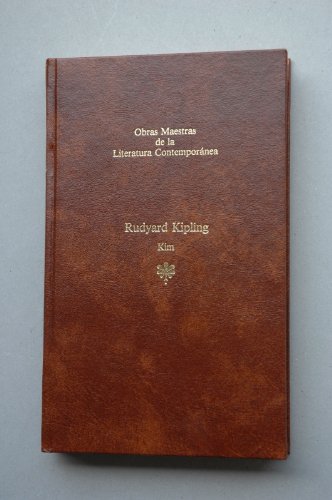 Obras Maestras
de la
Literatura Contemporánea
Rudyard Kipling
Kim